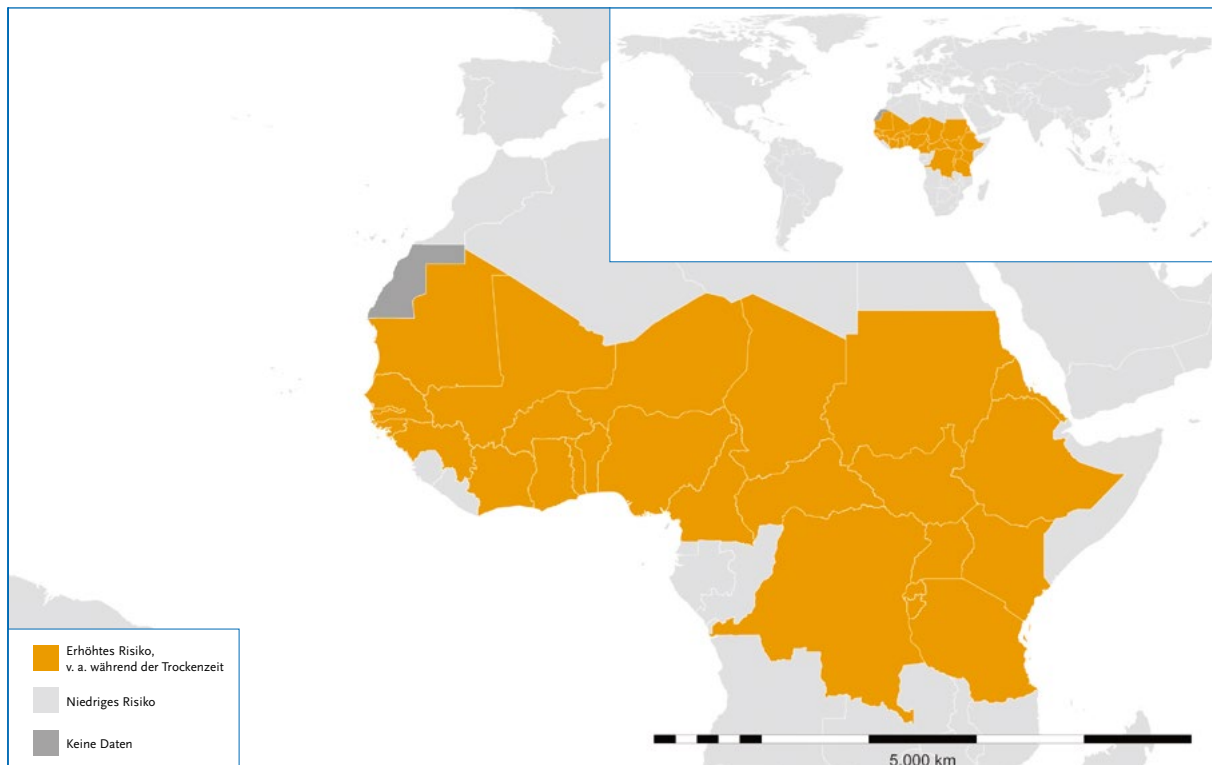 Erhöhtes Risiko,
v. a. während der Trockenzeit
Niedriges Risiko
Keine Daten
5.000 km